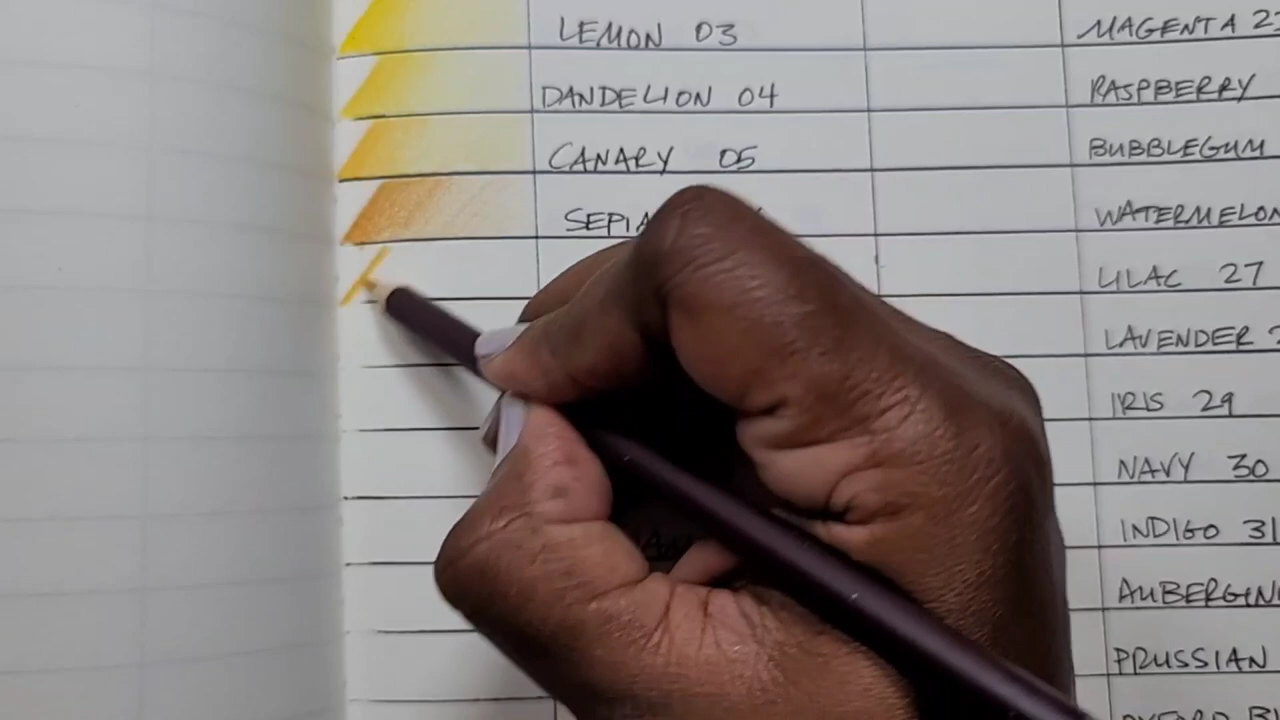 LEMON 03
MAGENTA
DANDELION 04
RASPBERRY
CANARY 05
BUBBLEGUM
SEPIA
WATERMELON
LILAC 27
LAVENDER
IRIS 29
NAVY 30
INDIGO 31
AUBERGIN
PRUSSIAN